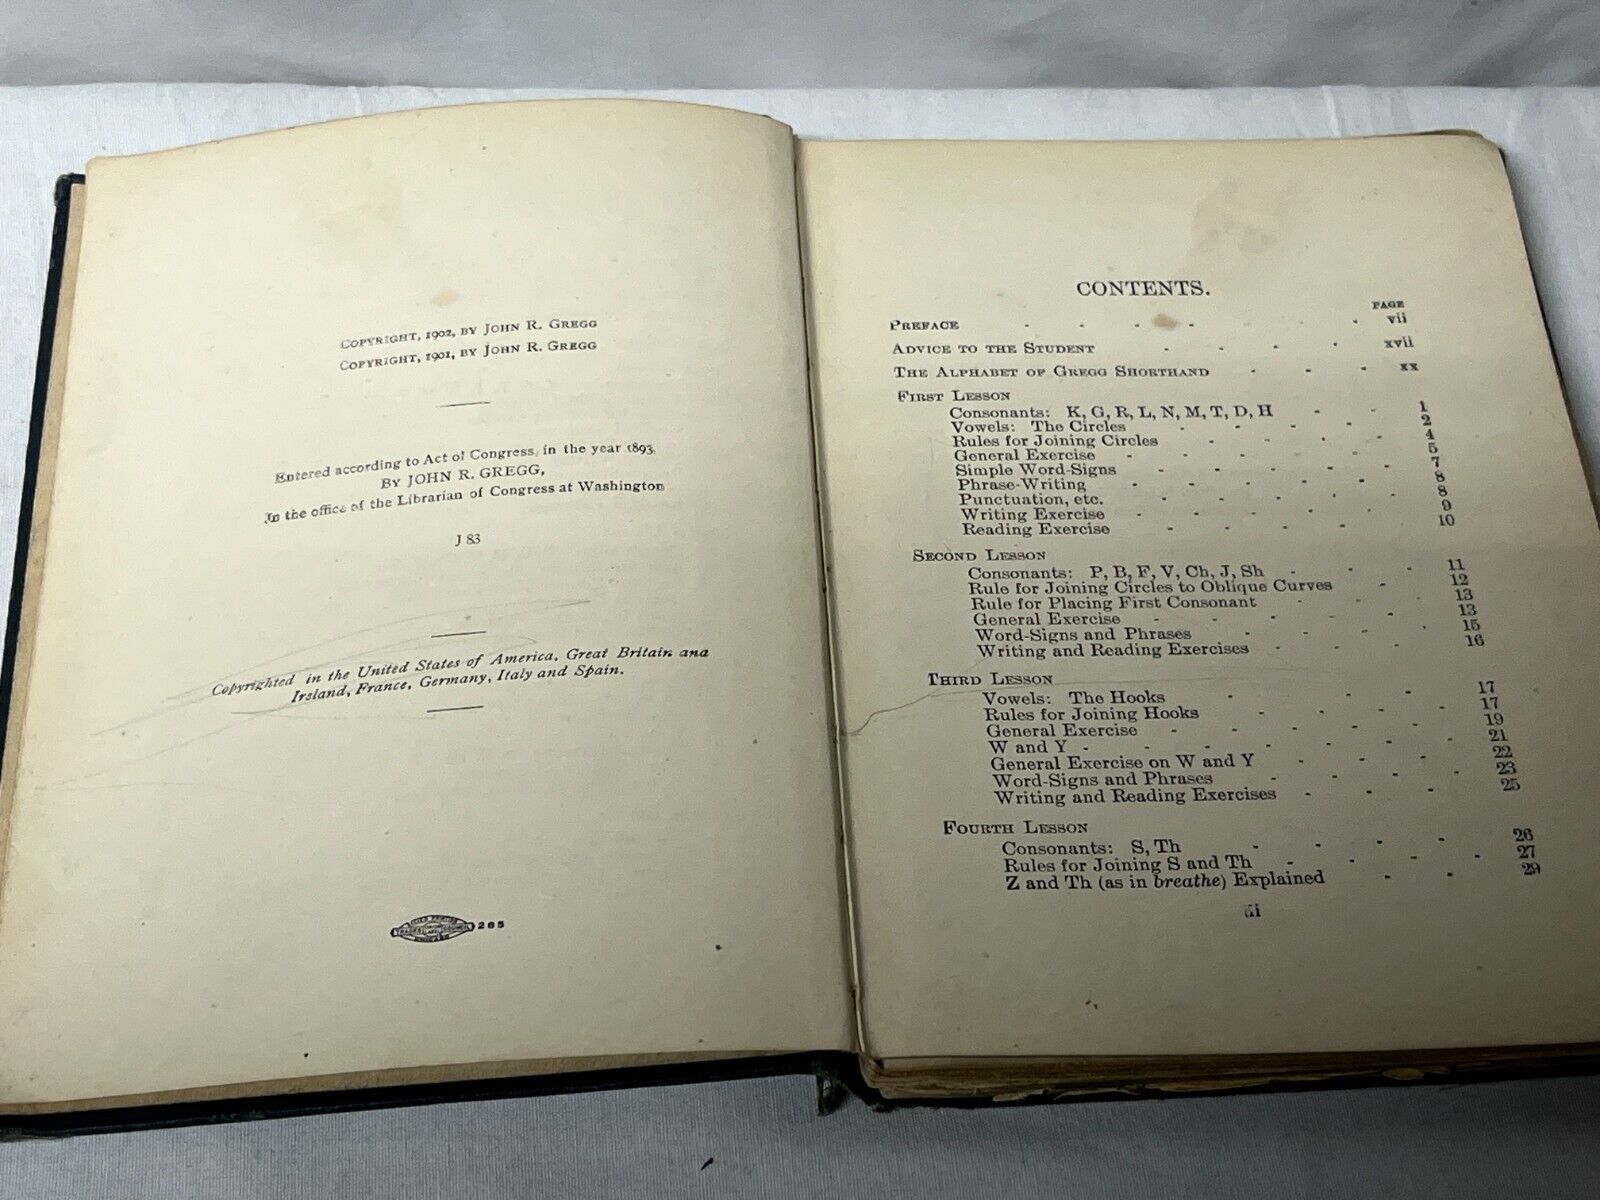 COPYRIGHT, 1902, BY JOHN R. GREGG
COPYRIGHT, 1901, BY JOHN R. GREGG
Entered according to Act of Congress, in the year 1893,
BY JOHN R. GREGG,
In the office of the Librarian of Congress at Washington
J 83
Copyrighted in the United States of America, Great Britain and
Ireland, France, Germany, Italy and Spain.
TRADES COUNCIL 285
CONTENTS.
PAGE
PREFACE - - - - - vii
ADVICE TO THE STUDENT - - - - xvii
THE ALPHABET OF GREGG SHORTHAND - - - xx
FIRST LESSON
Consonants: K, G, R, L, N, M, T, D, H - - 1
Vowels: The Circles - - - - - 2
Rules for Joining Circles - - - - 4
General Exercise - - - - - - 5
Simple Word-Signs - - - - - 7
Phrase-Writing - - - - - 8
Punctuation, etc. - - - - - 8
Writing Exercise - - - - - 9
Reading Exercise - - - - - 10
SECOND LESSON
Consonants: P, B, F, V, Ch, J, Sh - - - 11
Rule for Joining Circles to Oblique Curves - 12
Rule for Placing First Consonant - - - 13
General Exercise - - - - - 13
Word-Signs and Phrases - - - - 15
Writing and Reading Exercises - - - 16
THIRD LESSON
Vowels: The Hooks - - - - 17
Rules for Joining Hooks - - - - 17
General Exercise - - - - - 19
W and Y - - - - - - 21
General Exercise on W and Y - - - - 22
Word-Signs and Phrases - - - - 23
Writing and Reading Exercises - - - - 25
FOURTH LESSON
Consonants: S, Th - - - - 26
Rules for Joining S and Th - - - - 27
Z and Th (as in breathe) Explained - - 29
iii